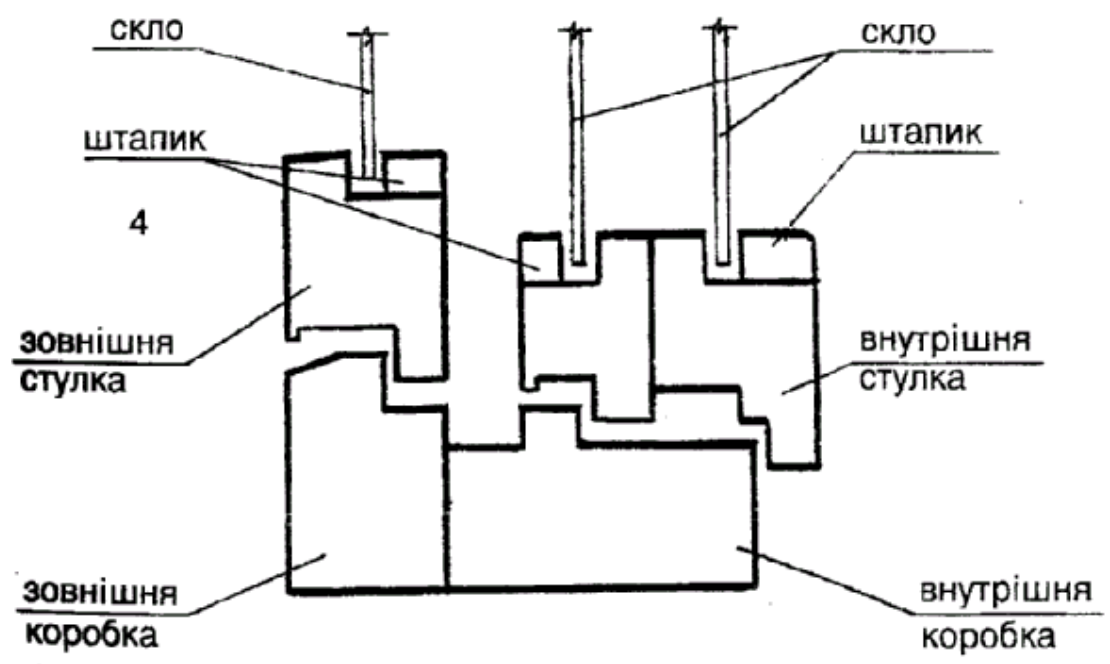 скло
скло
штапик
штапик
4
зовнішня
стулка
внутрішня
стулка
зовнішня
коробка
внутрішня
коробка